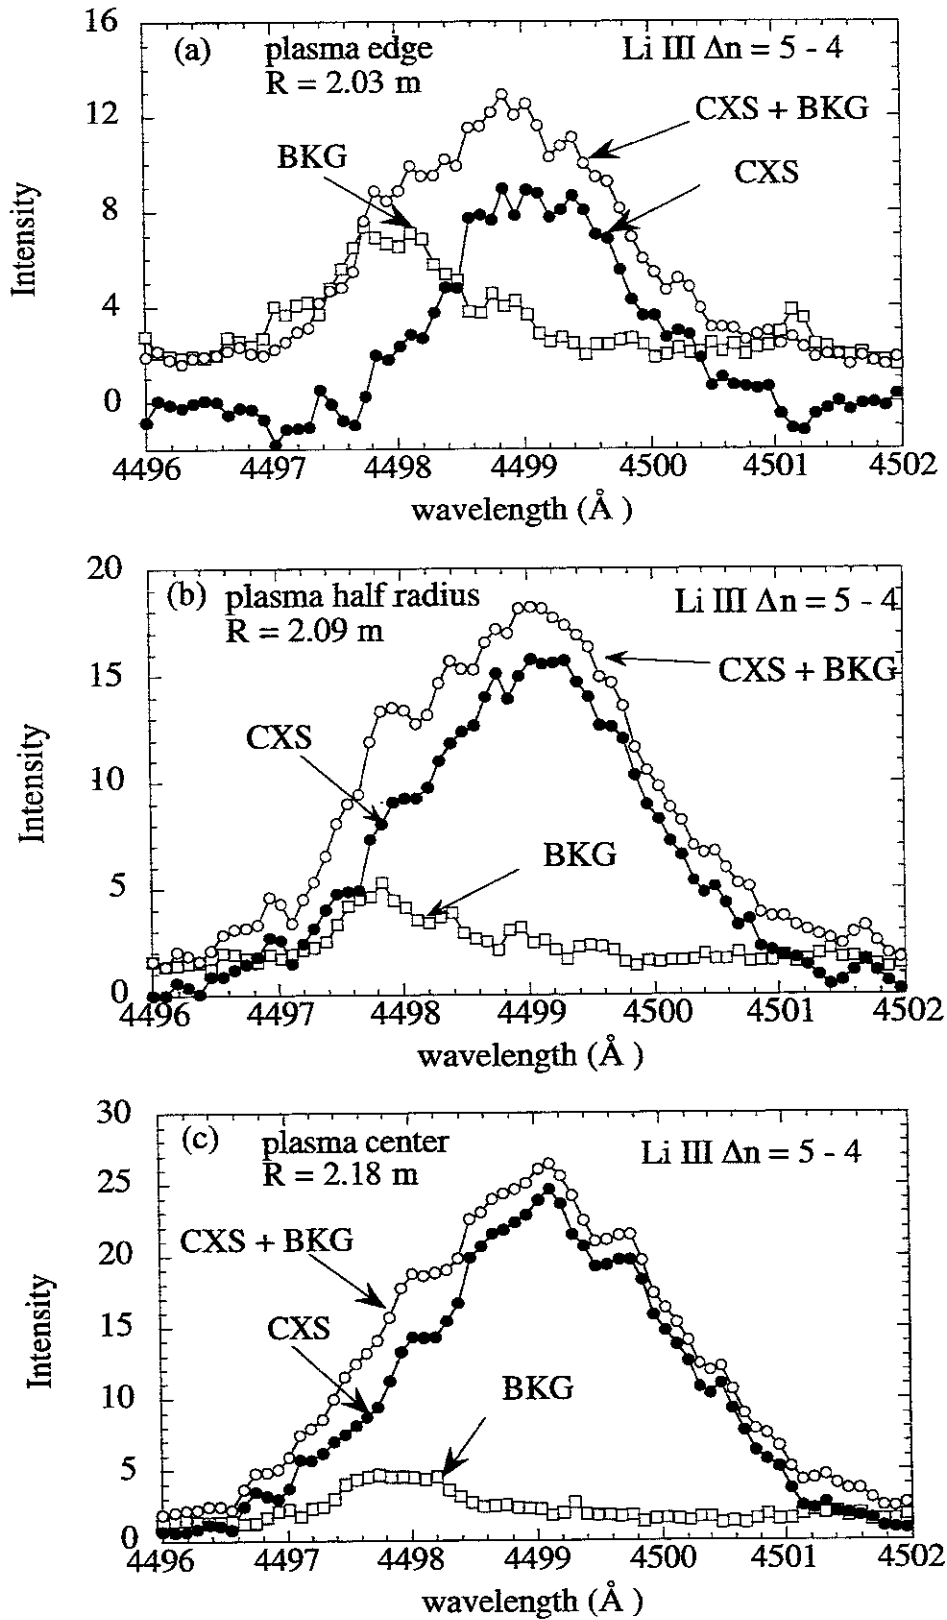 16
(a)
plasma edge
R = 2.03 m
Li III Δn = 5 - 4
12
CXS + BKG
BKG
CXS
8
4
0
Intensity
4496 4497 4498 4499 4500 4501 4502
wavelength (Å )
20
(b) plasma half radius
R = 2.09 m
Li III Δn = 5 - 4
CXS + BKG
15
CXS
10
BKG
5
0
Intensity
4496 4497 4498 4499 4500 4501 4502
wavelength (Å )
30
(c) plasma center
R = 2.18 m
Li III Δn = 5 - 4
25
CXS + BKG
20
CXS
15
BKG
10
5
0
Intensity
4496 4497 4498 4499 4500 4501 4502
wavelength (Å )